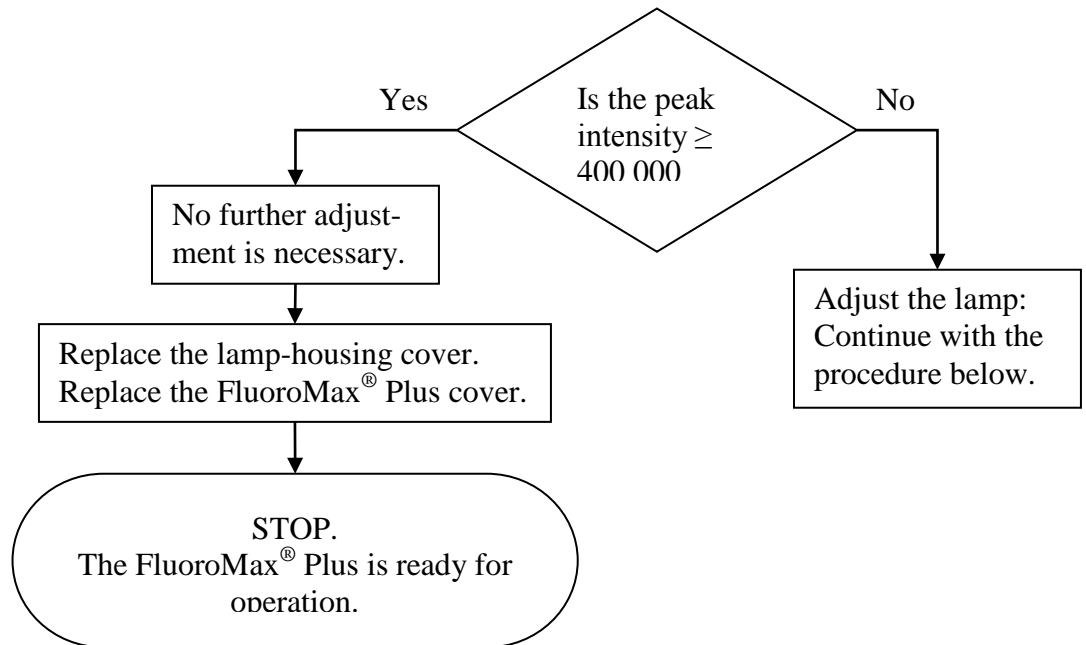 Is the peak
intensity ≥
400 000
Yes
No
No further adjust-
ment is necessary.
Adjust the lamp:
Continue with the
procedure below.
Replace the lamp-housing cover.
Replace the FluoroMax® Plus cover.
STOP.
The FluoroMax® Plus is ready for
operation.